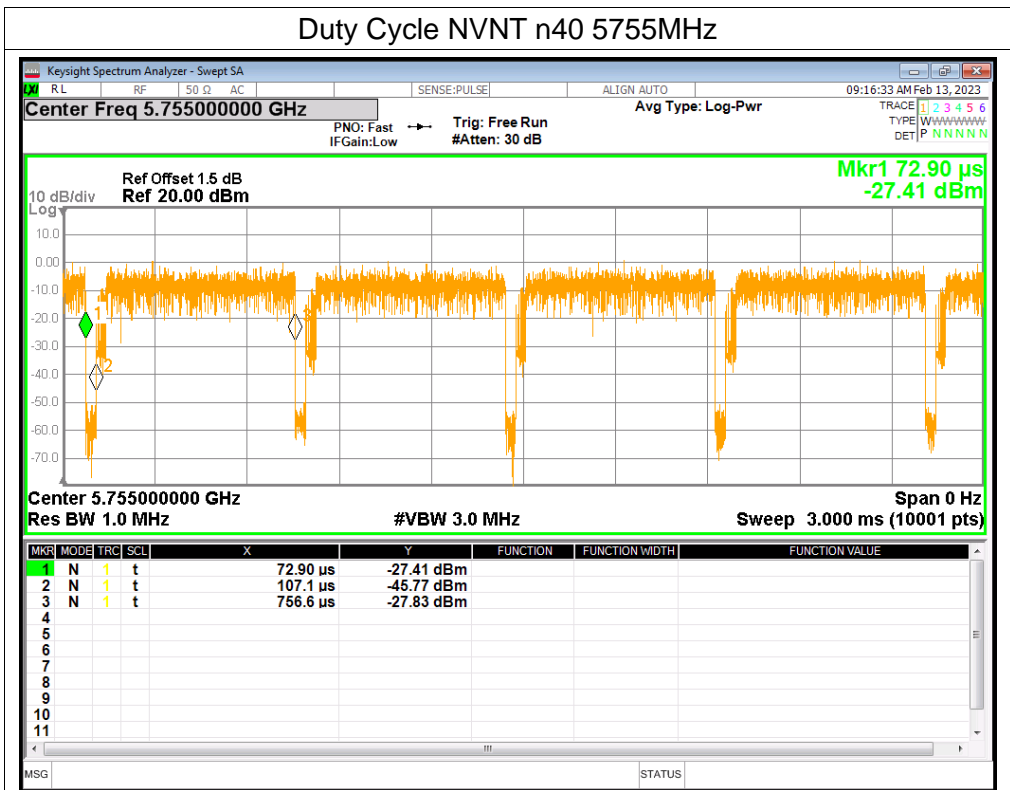 Duty Cycle NVNT n40 5755MHz
Keysight Spectrum Analyzer - Swept SA
LXI RL RF 50 Ω AC SENSE:PULSE ALIGN AUTO 09:16:33 AM Feb 13, 2023
Center Freq 5.755000000 GHz
PNO: Fast
IFGain:Low
Trig: Free Run
#Atten: 30 dB
Avg Type: Log-Pwr
TRACE 1 2 3 4 5 6
TYPE WWWWWW
DET P N N N N N
Mkr1 72.90 µs
-27.41 dBm
10 dB/div
Log
Ref Offset 1.5 dB
Ref 20.00 dBm
10.0
0.00
-10.0
-20.0
-30.0
-40.0
-50.0
-60.0
-70.0
1
2
3
Center 5.755000000 GHz Span 0 Hz
Res BW 1.0 MHz #VBW 3.0 MHz Sweep 3.000 ms (10001 pts)
MKR MODE TRC SCL X Y FUNCTION FUNCTION WIDTH FUNCTION VALUE
1 N 1 t 72.90 µs -27.41 dBm
2 N 1 t 107.1 µs -45.77 dBm
3 N 1 t 756.6 µs -27.83 dBm
4
5
6
7
8
9
10
11
MSG STATUS